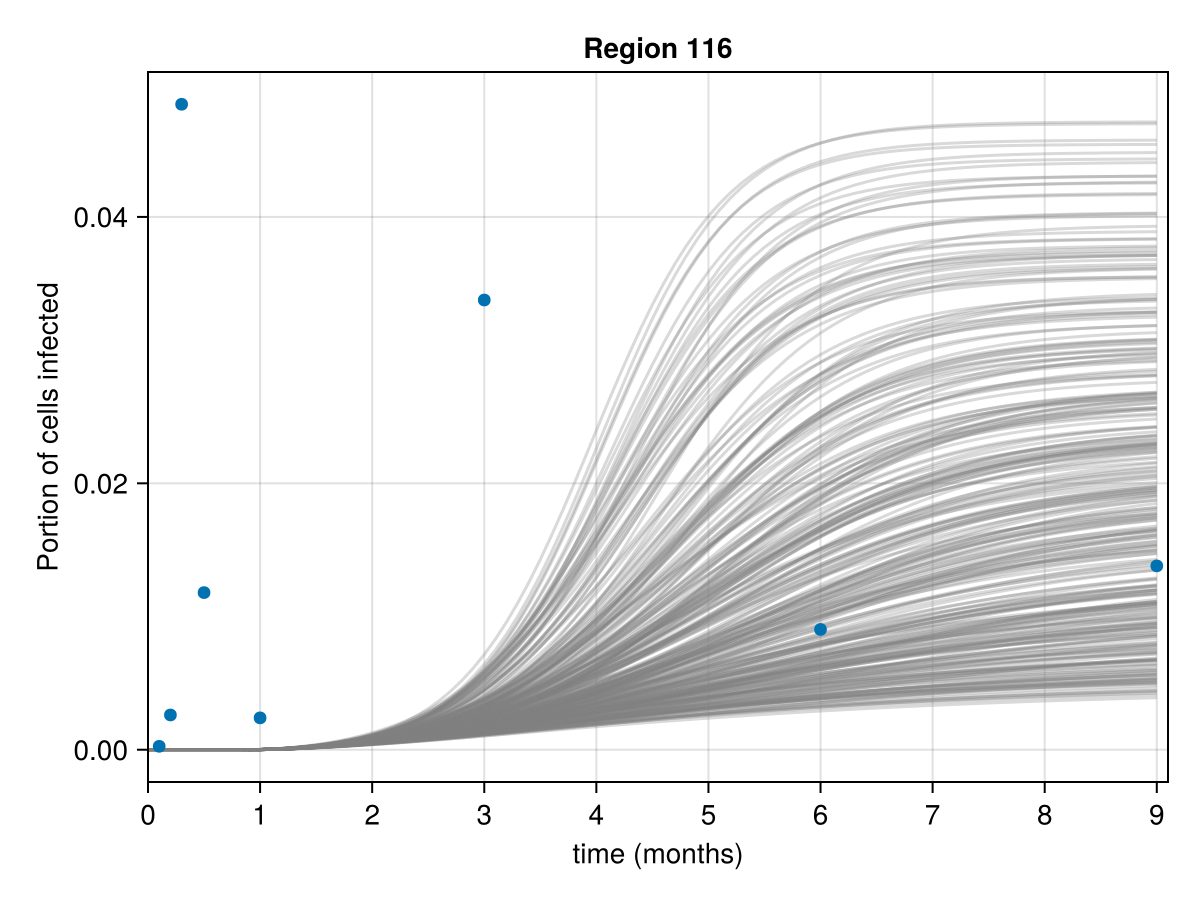 Region 116
Portion of cells infected
0.04
0.02
0.00
0 1 2 3 4 5 6 7 8 9
time (months)